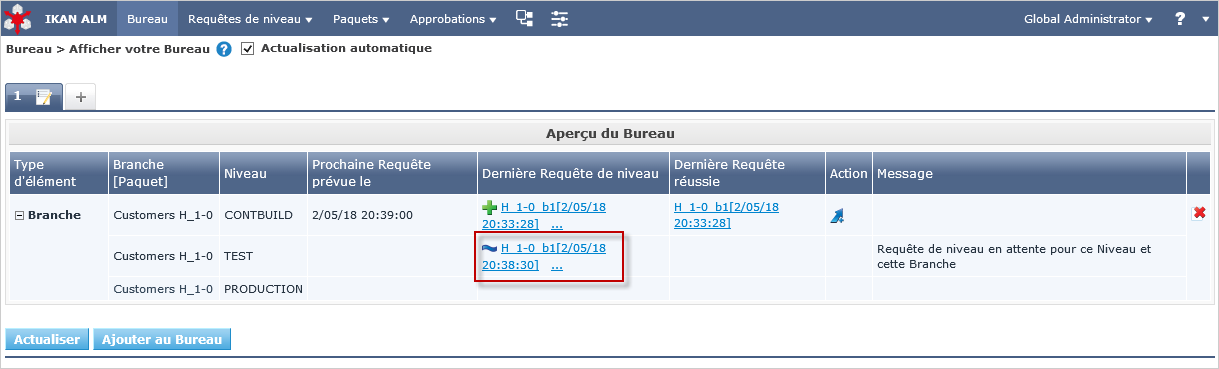 IKAN ALM Bureau Requêtes de niveau Paquets Approbations Global Administrator ?
Bureau > Afficher votre Bureau ? Actualisation automatique
1 +
Aperçu du Bureau
Type d'élément
Branche [Paquet]
Niveau
Prochaine Requête prévue le
Dernière Requête de niveau
Dernière Requête réussie
Action
Message
Branche
Customers H_1-0
CONTBUILD
2/05/18 20:39:00
H_1-0_b1[2/05/18 20:33:28] ...
H_1-0_b1[2/05/18 20:33:28]
Customers H_1-0
TEST
H_1-0_b1[2/05/18 20:38:30] ...
Requête de niveau en attente pour ce Niveau et cette Branche
Customers H_1-0
PRODUCTION
Actualiser Ajouter au Bureau